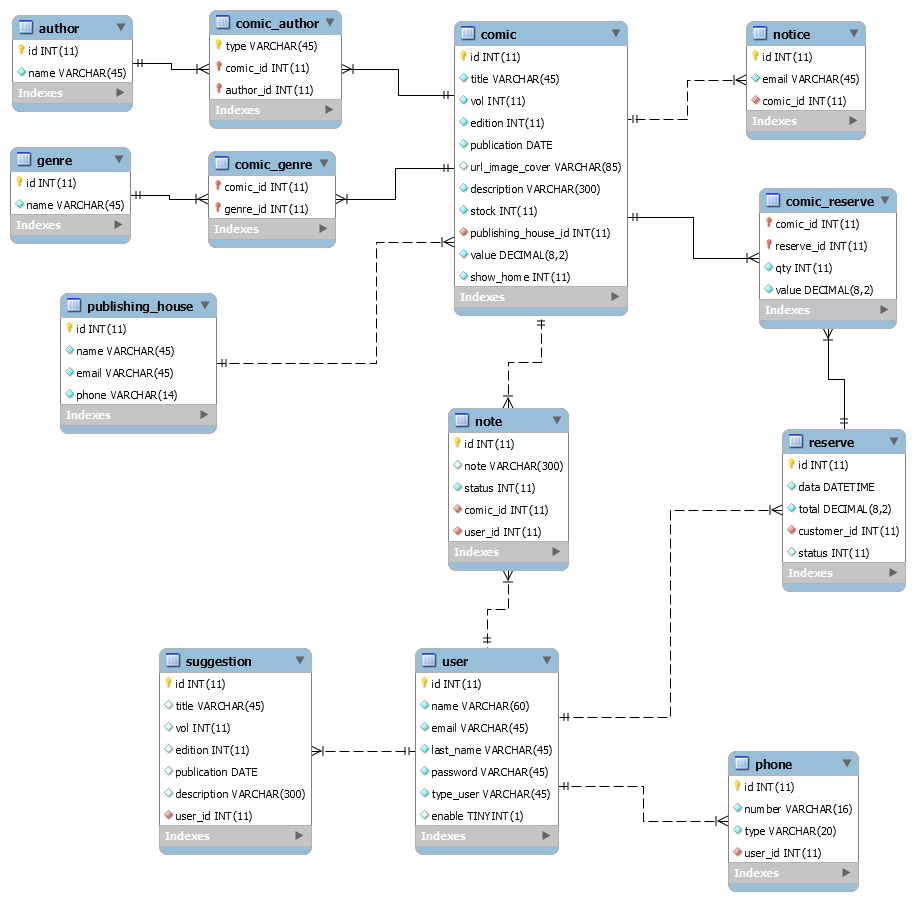 author
id INT(11)
name VARCHAR(45)
Indexes
comic_author
type VARCHAR(45)
comic_id INT(11)
author_id INT(11)
Indexes
comic
id INT(11)
title VARCHAR(45)
vol INT(11)
edition INT(11)
publication DATE
url_image_cover VARCHAR(85)
description VARCHAR(300)
stock INT(11)
publishing_house_id INT(11)
value DECIMAL(8,2)
show_home INT(11)
Indexes
notice
id INT(11)
email VARCHAR(45)
comic_id INT(11)
Indexes
genre
id INT(11)
name VARCHAR(45)
Indexes
comic_genre
comic_id INT(11)
genre_id INT(11)
Indexes
comic_reserve
comic_id INT(11)
reserve_id INT(11)
qty INT(11)
value DECIMAL(8,2)
Indexes
publishing_house
id INT(11)
name VARCHAR(45)
email VARCHAR(45)
phone VARCHAR(14)
Indexes
note
id INT(11)
note VARCHAR(300)
status INT(11)
comic_id INT(11)
user_id INT(11)
Indexes
reserve
id INT(11)
data DATETIME
total DECIMAL(8,2)
customer_id INT(11)
status INT(11)
Indexes
suggestion
id INT(11)
title VARCHAR(45)
vol INT(11)
edition INT(11)
publication DATE
description VARCHAR(300)
user_id INT(11)
Indexes
user
id INT(11)
name VARCHAR(60)
email VARCHAR(45)
last_name VARCHAR(45)
password VARCHAR(45)
type_user VARCHAR(45)
enable TINYINT(1)
Indexes
phone
id INT(11)
number VARCHAR(16)
type VARCHAR(20)
user_id INT(11)
Indexes